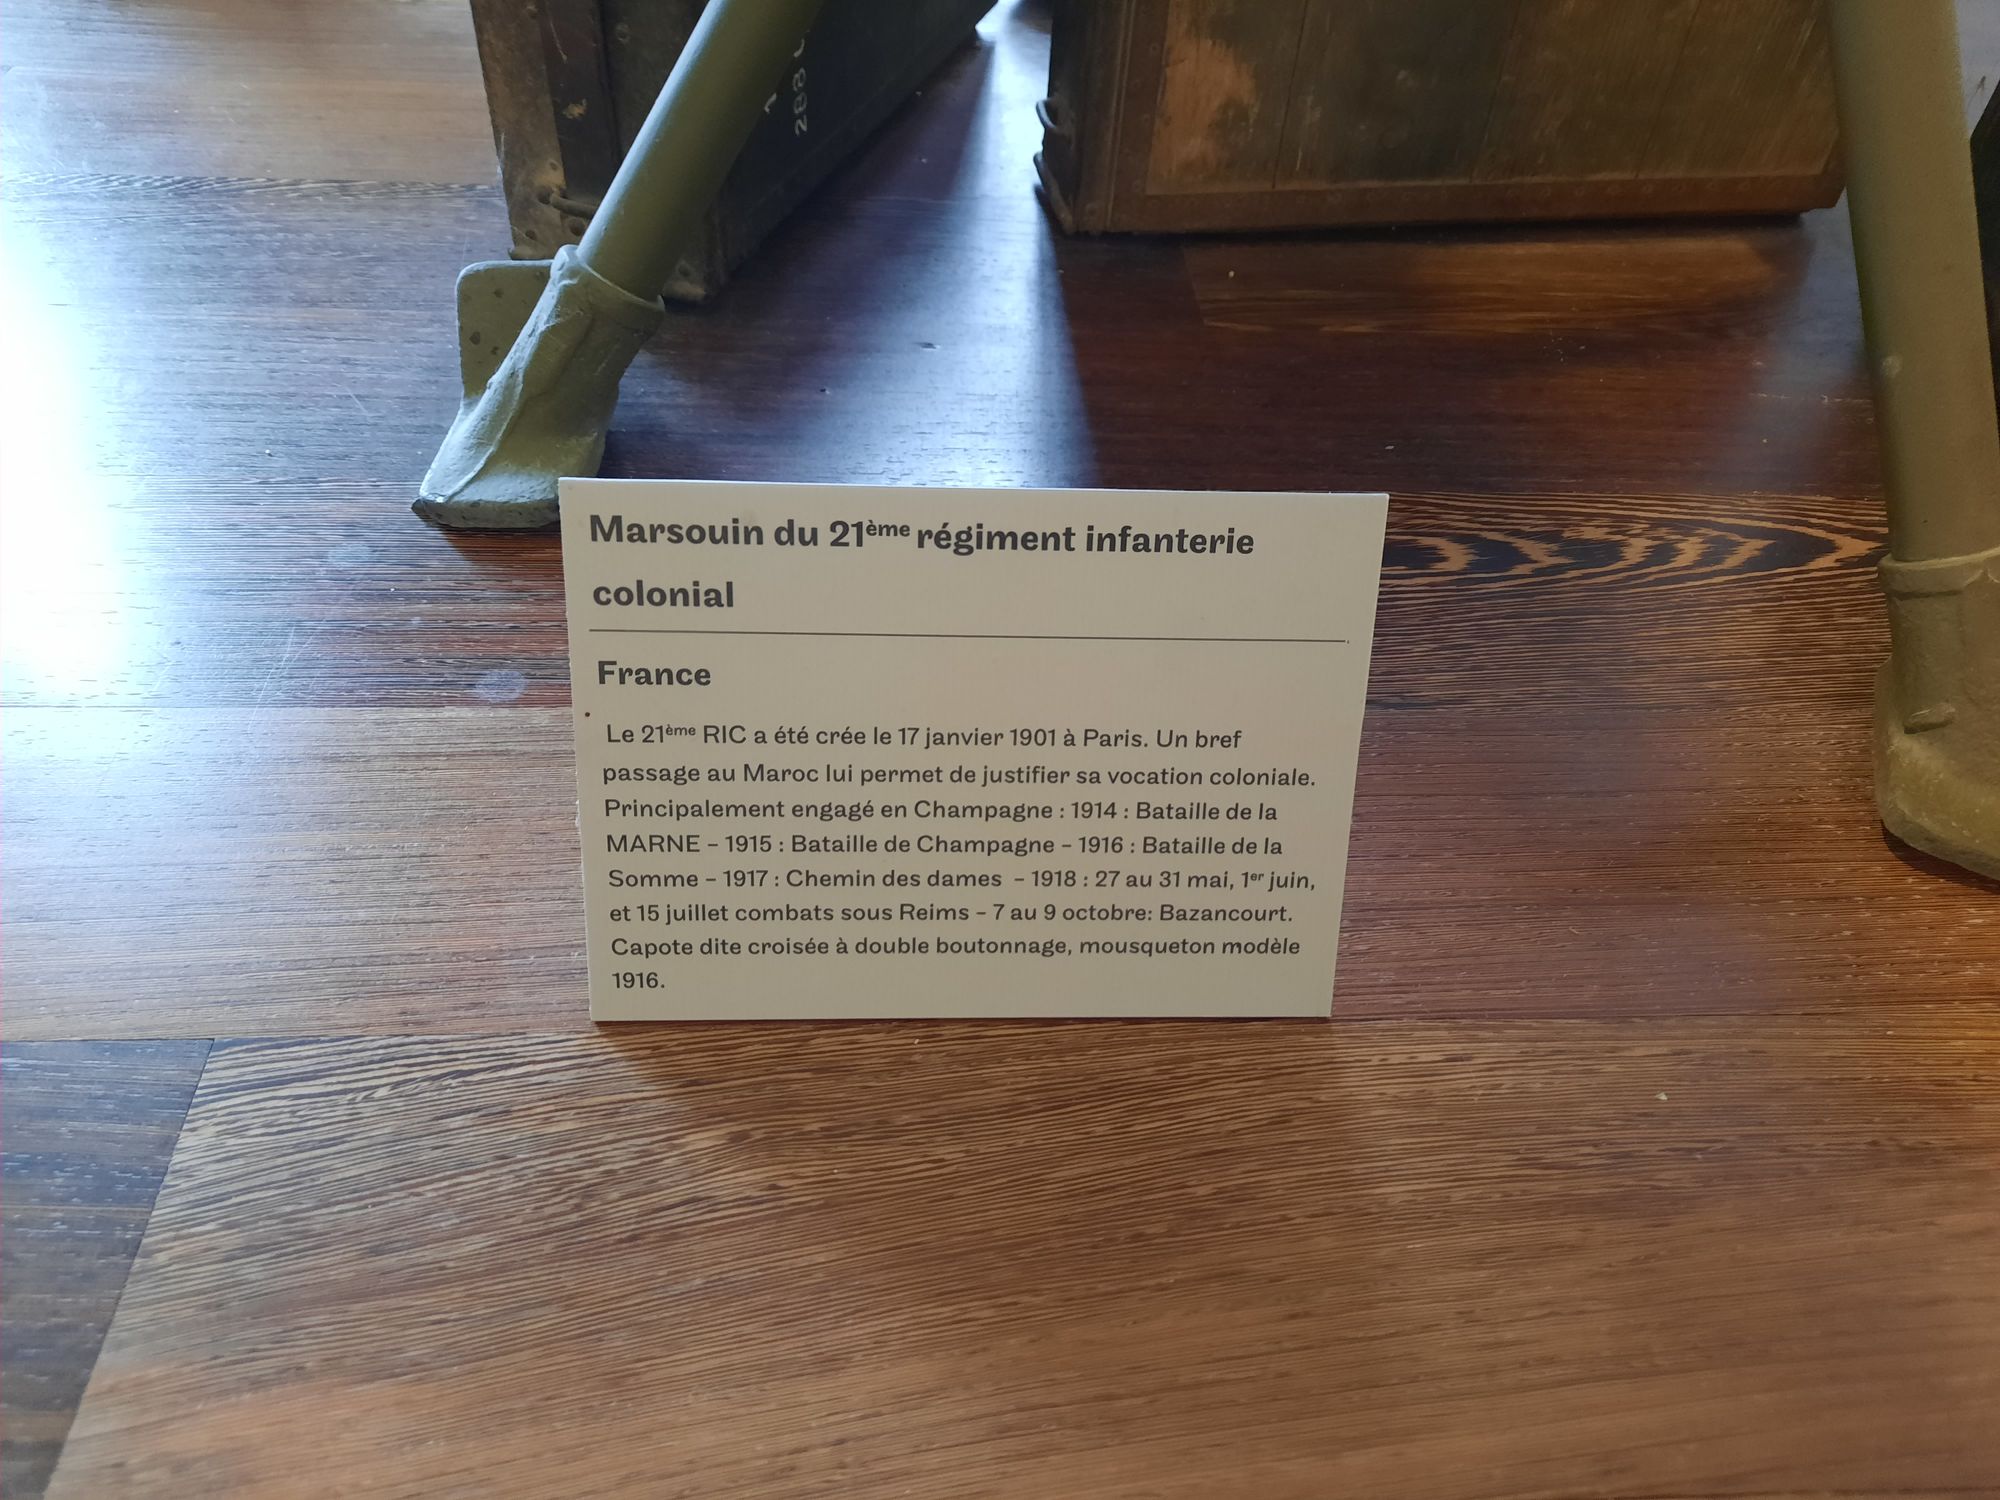 288
Marsouin du 21ème régiment infanterie
colonial
France
Le 21ème RIC a été crée le 17 janvier 1901 à Paris. Un bref
passage au Maroc lui permet de justifier sa vocation coloniale.
Principalement engagé en Champagne : 1914 : Bataille de la
MARNE – 1915 : Bataille de Champagne – 1916 : Bataille de la
Somme – 1917 : Chemin des dames – 1918 : 27 au 31 mai, 1er juin,
et 15 juillet combats sous Reims – 7 au 9 octobre: Bazancourt.
Capote dite croisée à double boutonnage, mousqueton modèle
1916.